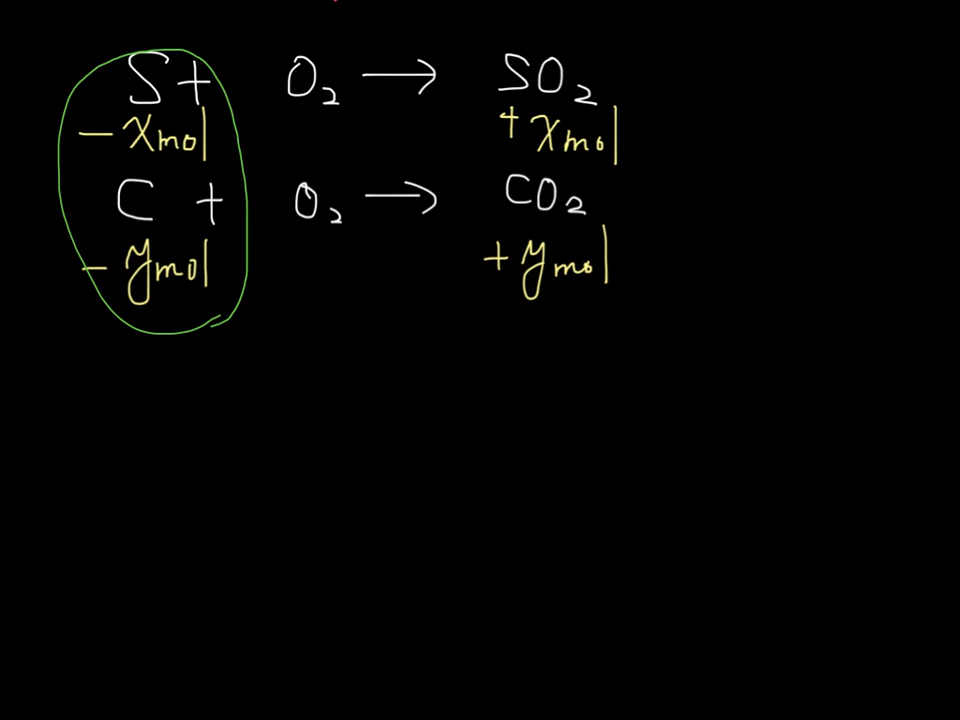 S + O₂ → SO₂
− x mol + x mol
C + O₂ → CO₂
− y mol + y mol